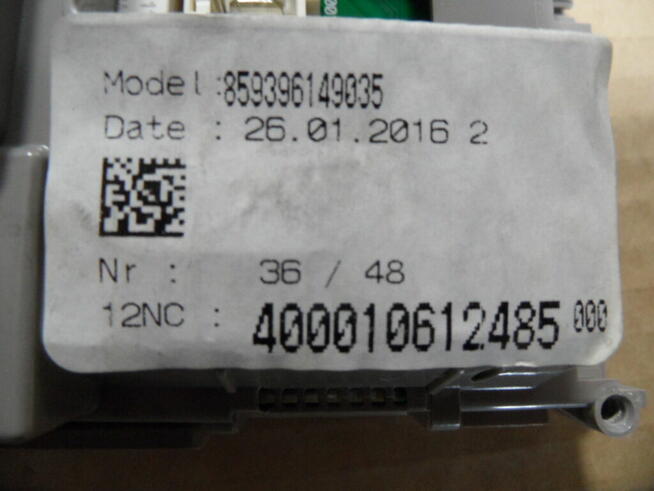 Model :859396149035
Date : 26.01.2016 2
Nr : 36 / 48
12NC : 400010612485 000